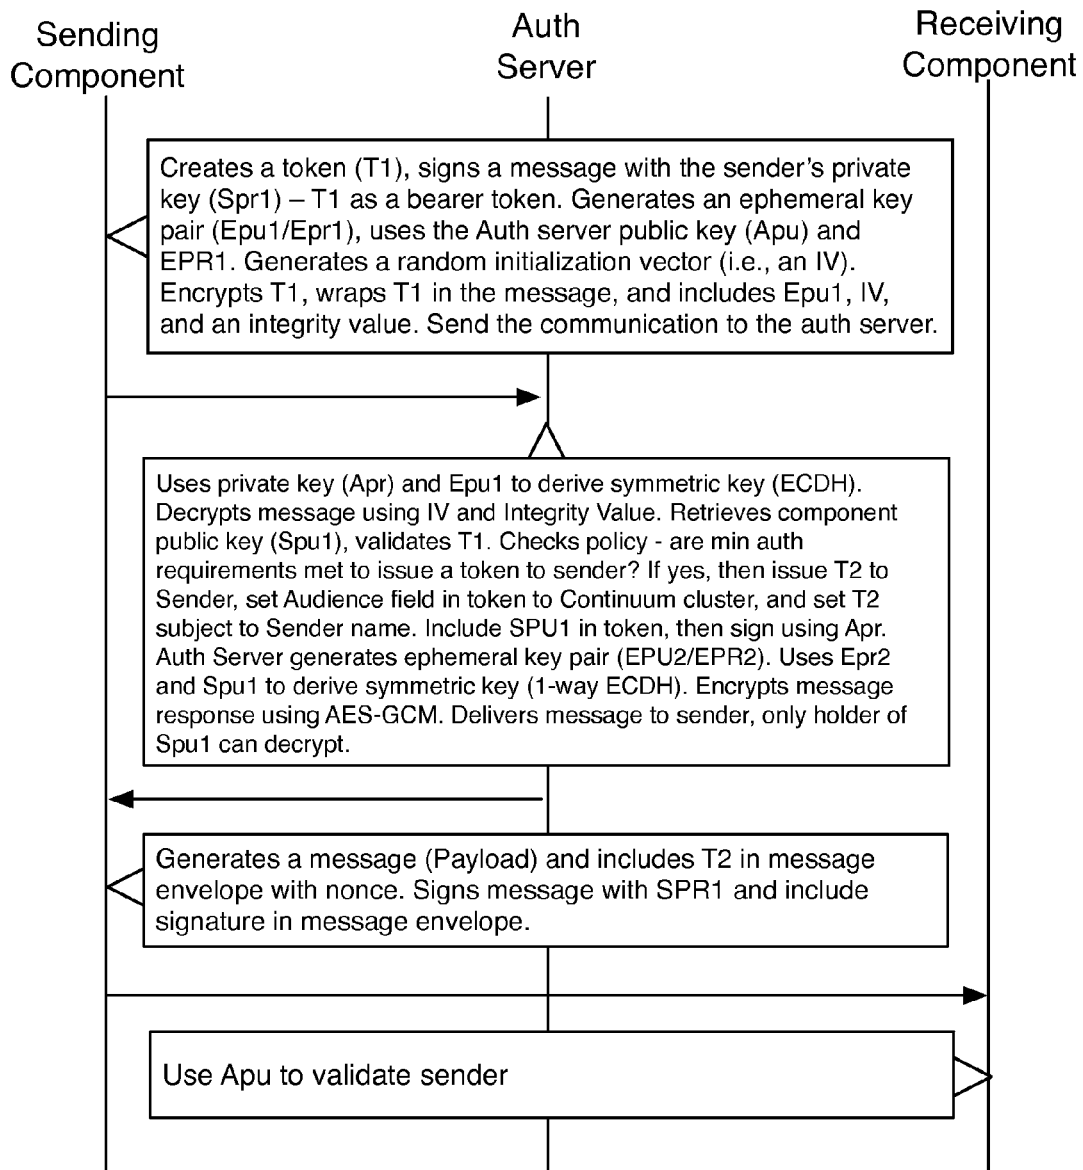 Sending
Component
Auth
Server
Receiving
Component
Creates a token (T1), signs a message with the sender's private
key (Spr1) – T1 as a bearer token. Generates an ephemeral key
pair (Epu1/Epr1), uses the Auth server public key (Apu) and
EPR1. Generates a random initialization vector (i.e., an IV).
Encrypts T1, wraps T1 in the message, and includes Epu1, IV,
and an integrity value. Send the communication to the auth server.
Uses private key (Apr) and Epu1 to derive symmetric key (ECDH).
Decrypts message using IV and Integrity Value. Retrieves component
public key (Spu1), validates T1. Checks policy - are min auth
requirements met to issue a token to sender? If yes, then issue T2 to
Sender, set Audience field in token to Continuum cluster, and set T2
subject to Sender name. Include SPU1 in token, then sign using Apr.
Auth Server generates ephemeral key pair (EPU2/EPR2). Uses Epr2
and Spu1 to derive symmetric key (1-way ECDH). Encrypts message
response using AES-GCM. Delivers message to sender, only holder of
Spu1 can decrypt.
Generates a message (Payload) and includes T2 in message
envelope with nonce. Signs message with SPR1 and include
signature in message envelope.
Use Apu to validate sender